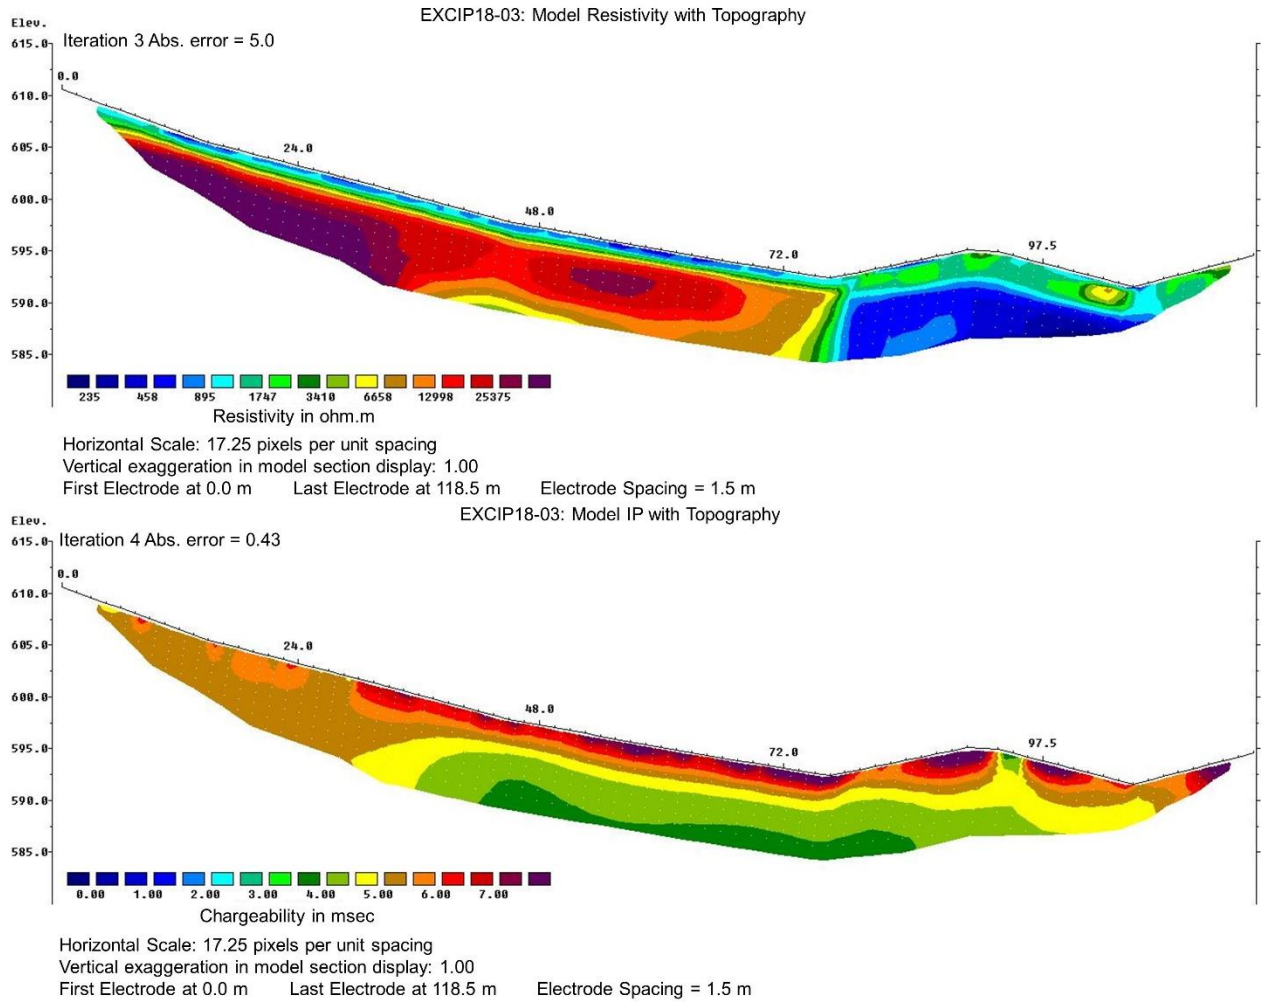 EXCIP18-03: Model Resistivity with Topography
Elev.
Iteration 3 Abs. error = 5.0
615.0
0.0
610.0
605.0
24.0
600.0
48.0
595.0
72.0
97.5
590.0
585.0
235 458 895 1747 3410 6658 12998 25375
Resistivity in ohm.m
Horizontal Scale: 17.25 pixels per unit spacing
Vertical exaggeration in model section display: 1.00
First Electrode at 0.0 m Last Electrode at 118.5 m Electrode Spacing = 1.5 m
EXCIP18-03: Model IP with Topography
Elev.
Iteration 4 Abs. error = 0.43
615.0
0.0
610.0
605.0
24.0
600.0
48.0
595.0
72.0
97.5
590.0
585.0
0.00 1.00 2.00 3.00 4.00 5.00 6.00 7.00
Chargeability in msec
Horizontal Scale: 17.25 pixels per unit spacing
Vertical exaggeration in model section display: 1.00
First Electrode at 0.0 m Last Electrode at 118.5 m Electrode Spacing = 1.5 m